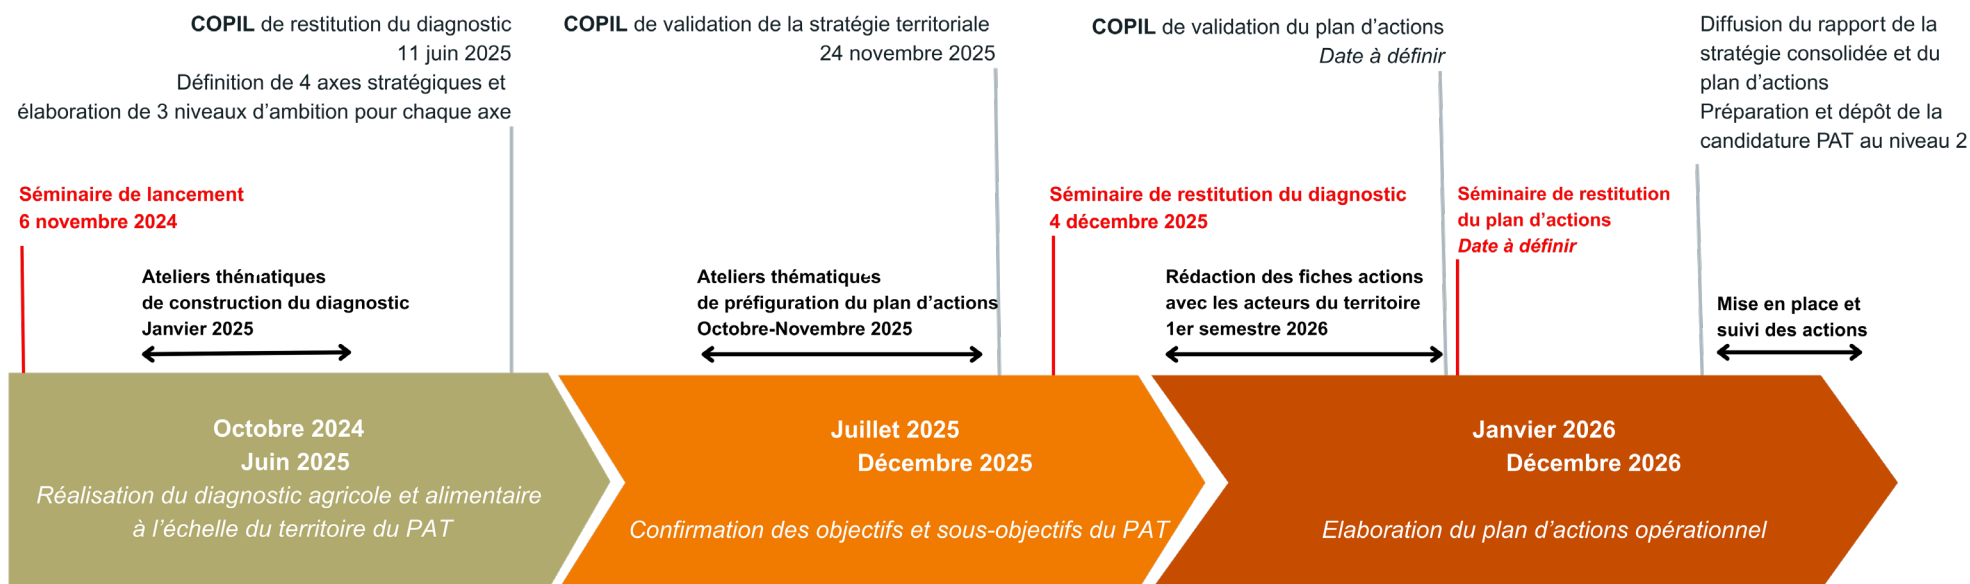 COPIL de restitution du diagnostic
11 juin 2025
Définition de 4 axes stratégiques et
élaboration de 3 niveaux d'ambition pour chaque axe
COPIL de validation de la stratégie territoriale
24 novembre 2025
COPIL de validation du plan d'actions
Date à définir
Diffusion du rapport de la
stratégie consolidée et du
plan d'actions
Préparation et dépôt de la
candidature PAT au niveau 2
Séminaire de lancement
6 novembre 2024
Séminaire de restitution du diagnostic
4 décembre 2025
Séminaire de restitution
du plan d'actions
Date à définir
Ateliers thématiques
de construction du diagnostic
Janvier 2025
Ateliers thématiques
de préfiguration du plan d'actions
Octobre-Novembre 2025
Rédaction des fiches actions
avec les acteurs du territoire
1er semestre 2026
Mise en place et
suivi des actions
Octobre 2024
Juin 2025
Réalisation du diagnostic agricole et alimentaire
à l'échelle du territoire du PAT
Juillet 2025
Décembre 2025
Confirmation des objectifs et sous-objectifs du PAT
Janvier 2026
Décembre 2026
Elaboration du plan d'actions opérationnel